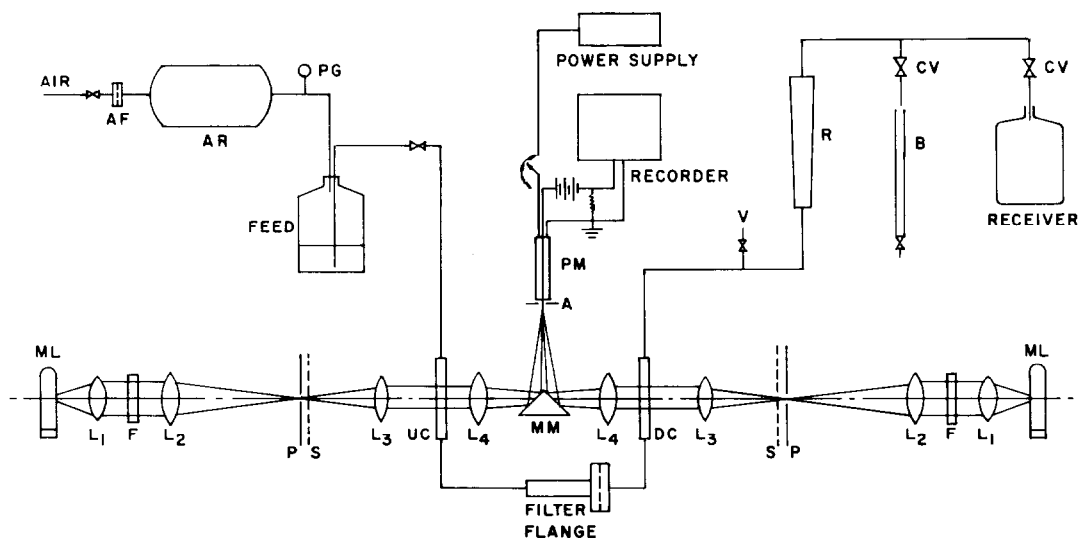 POWER SUPPLY
AIR
PG
AF
AR
CV
CV
R
B
RECORDER
FEED
RECEIVER
V
PM
A
ML
ML
L1
F
L2
P S
L3
UC
L4
MM
L4
DC
L3
S P
L2
F
L1
FILTER
FLANGE